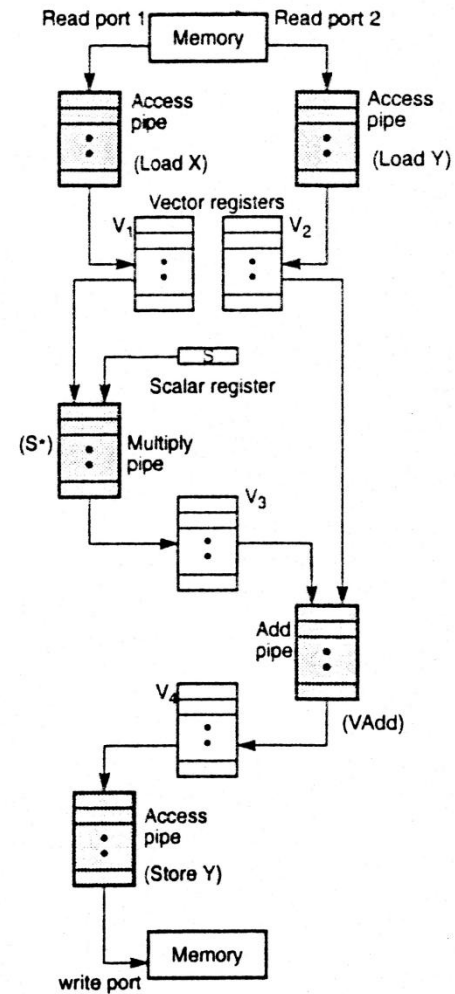 Read port 1
Memory
Read port 2
Access
pipe
(Load X)
Access
pipe
(Load Y)
Vector registers
V1
V2
S
Scalar register
(S*)
Multiply
pipe
V3
Add
pipe
(VAdd)
V4
Access
pipe
(Store Y)
Memory
write port